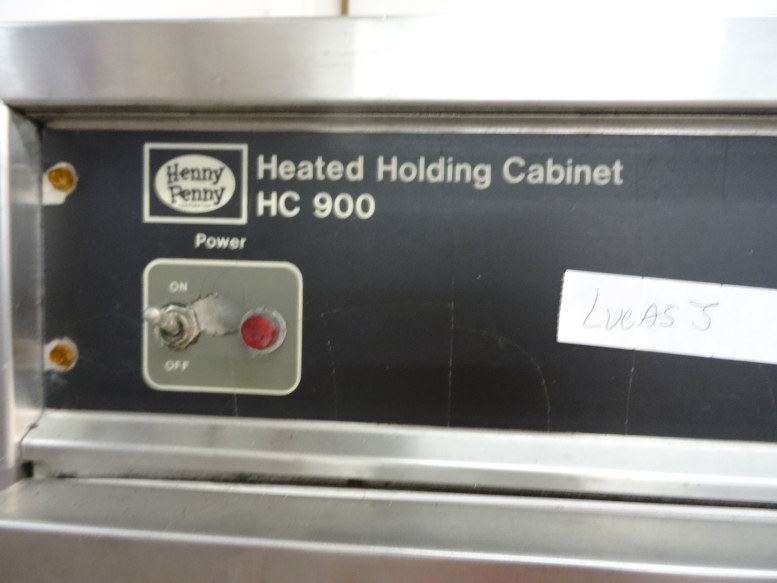 Henny
Penny
Heated Holding Cabinet
HC 900
Power
ON
OFF
LUCAS J